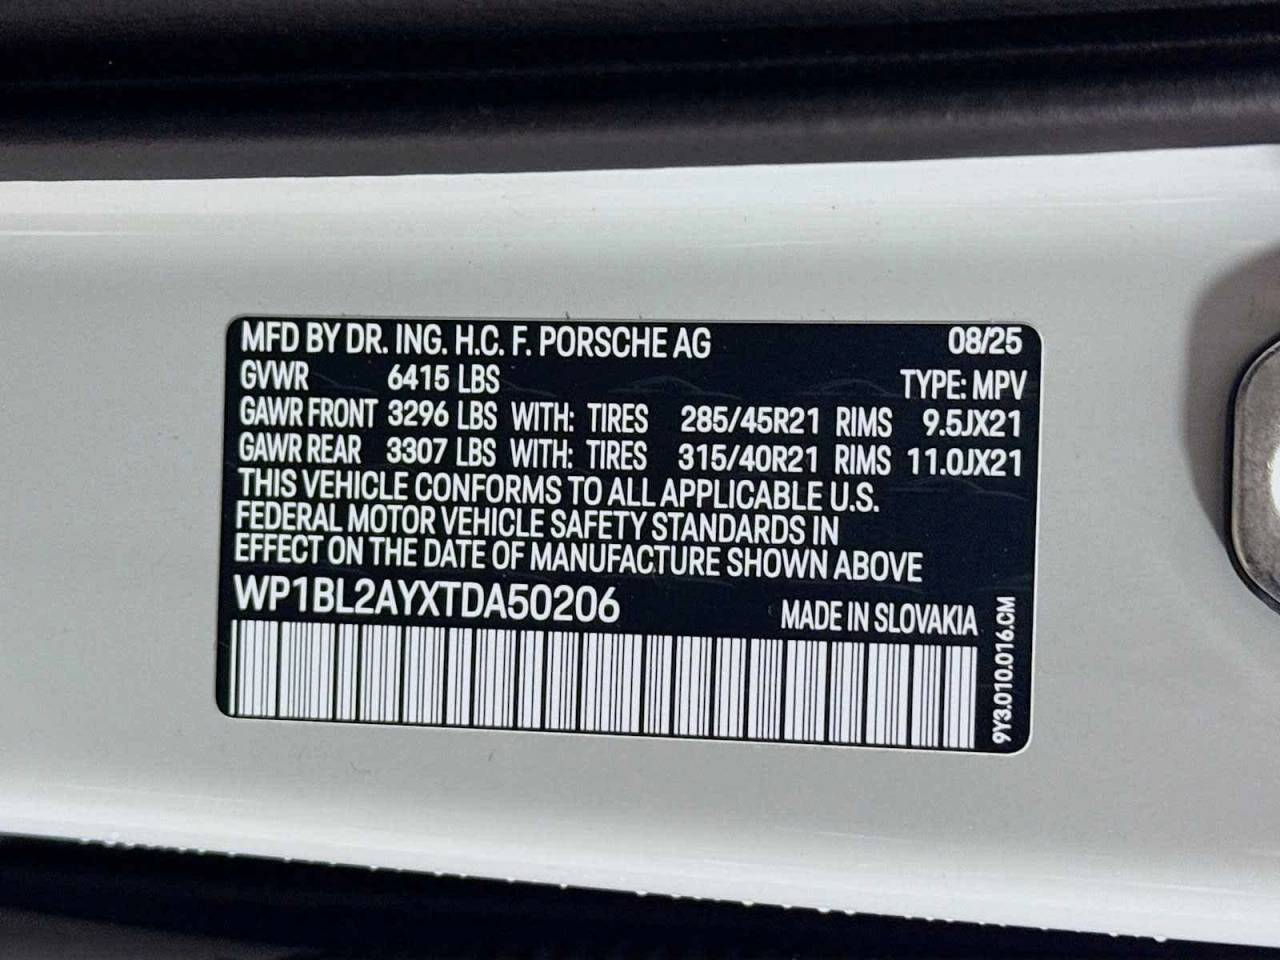 MFD BY DR. ING. H.C. F. PORSCHE AG 08/25
GVWR 6415 LBS TYPE: MPV
GAWR FRONT 3296 LBS WITH: TIRES 285/45R21 RIMS 9.5JX21
GAWR REAR 3307 LBS WITH: TIRES 315/40R21 RIMS 11.0JX21
THIS VEHICLE CONFORMS TO ALL APPLICABLE U.S.
FEDERAL MOTOR VEHICLE SAFETY STANDARDS IN
EFFECT ON THE DATE OF MANUFACTURE SHOWN ABOVE
WP1BL2AYXTDA50206 MADE IN SLOVAKIA
9Y3.010.016.CM